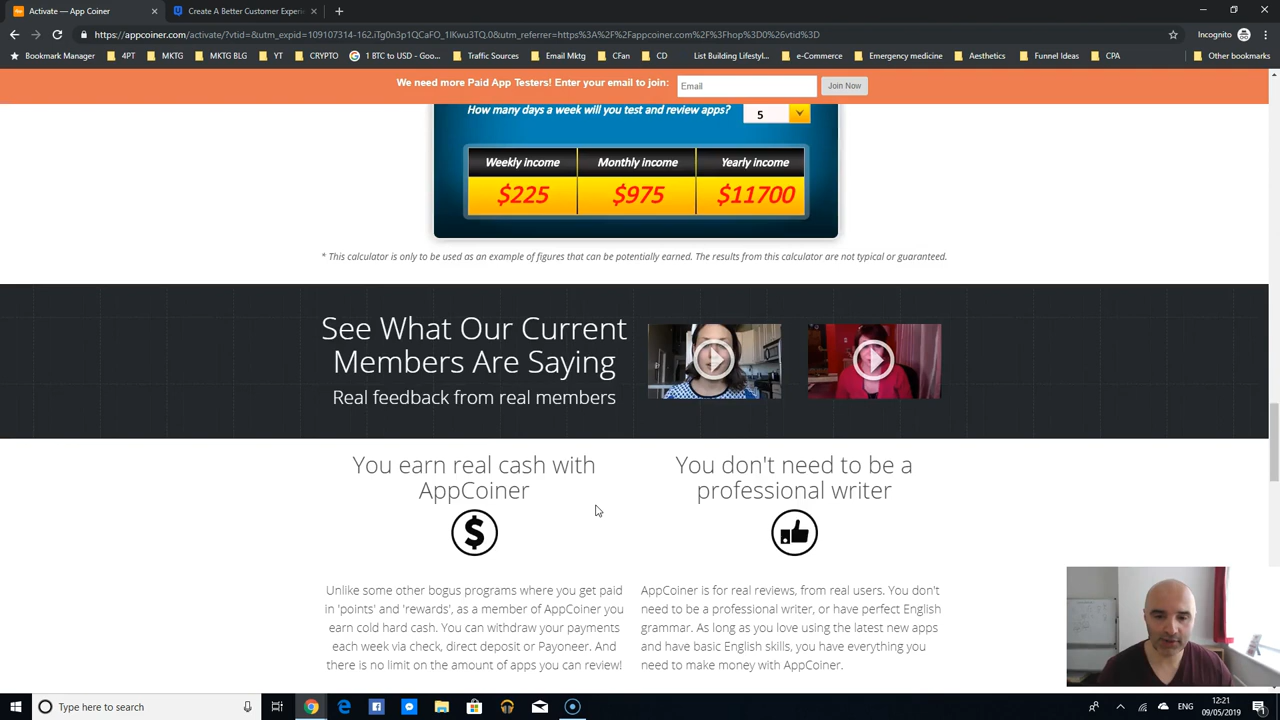 Activate — App Coiner
Create A Better Customer Experi
https://appcoiner.com/activate/?vtid=&utm_expid=109107314-162.iTg0n3p1QCaFO_1lKwu3TQ.0&utm_referrer=https%3A%2F%2Fappcoiner.com%2F%3Fhop%3D0%26vtid%3D
Incognito
Bookmark Manager
4PT
MKTG
MKTG BLG
YT
CRYPTO
1 BTC to USD - Goo...
Traffic Sources
Email Mktg
CFan
CD
List Building Lifestyl...
e-Commerce
Emergency medicine
Aesthetics
Funnel Ideas
CPA
Other bookmarks
We need more Paid App Testers! Enter your email to join:
Email
Join Now
How many days a week will you test and review apps?
5
Weekly income
Monthly income
Yearly income
$225
$975
$11700
* This calculator is only to be used as an example of figures that can be potentially earned. The results from this calculator are not typical or guaranteed.
See What Our Current
Members Are Saying
Real feedback from real members
You earn real cash with
AppCoiner
$
Unlike some other bogus programs where you get paid
in 'points' and 'rewards', as a member of AppCoiner you
earn cold hard cash. You can withdraw your payments
each week via check, direct deposit or Payoneer. And
there is no limit on the amount of apps you can review!
You don't need to be a
professional writer
AppCoiner is for real reviews, from real users. You don't
need to be a professional writer, or have perfect English
grammar. As long as you love using the latest new apps
and have basic English skills, you have everything you
need to make money with AppCoiner.
Type here to search
ENG
12:21
09/05/2019